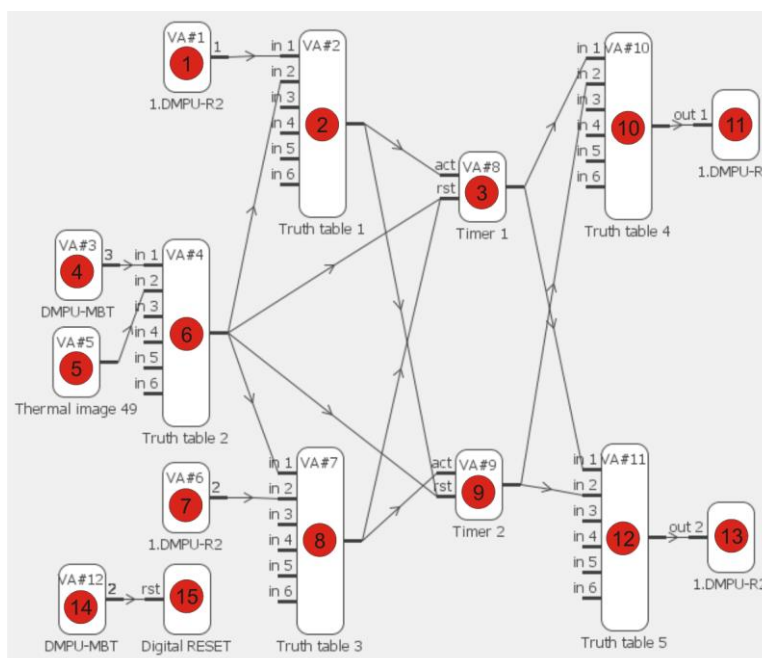 VA#1
1
1
1.DMPU-R2
VA#2
in 1
in 2
in 3
in 4
in 5
in 6
2
Truth table 1
VA#8
act
rst
3
Timer 1
VA#10
in 1
in 2
in 3
in 4
in 5
in 6
10
Truth table 4
out 1
11
1.DMPU-R
VA#3
3
4
DMPU-MBT
VA#5
5
Thermal image 49
VA#4
in 1
in 2
in 3
in 4
in 5
in 6
6
Truth table 2
VA#6
2
7
1.DMPU-R2
VA#7
in 1
in 2
in 3
in 4
in 5
in 6
8
Truth table 3
VA#9
act
rst
9
Timer 2
VA#11
in 1
in 2
in 3
in 4
in 5
in 6
12
Truth table 5
out 2
13
1.DMPU-R2
VA#12
2
14
DMPU-MBT
rst
15
Digital RESET